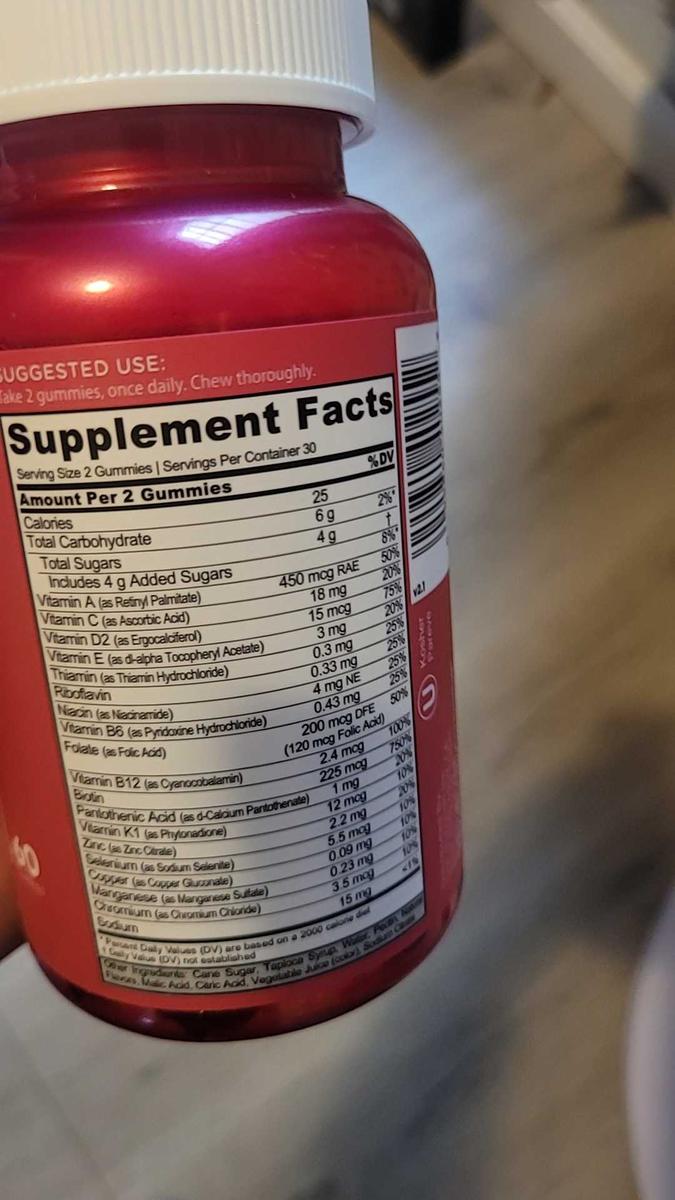 SUGGESTED USE:
Take 2 gummies, once daily. Chew thoroughly.
Supplement Facts
Serving Size 2 Gummies | Servings Per Container 30
Amount Per 2 Gummies %DV
Calories 25
Total Carbohydrate 6 g 2%*
Total Sugars 4 g †
Includes 4 g Added Sugars 8%*
Vitamin A (as Retinyl Palmitate) 450 mcg RAE 50%
Vitamin C (as Ascorbic Acid) 18 mg 20%
Vitamin D2 (as Ergocalciferol) 15 mcg 75%
Vitamin E (as dl-alpha Tocopheryl Acetate) 3 mg 20%
Thiamin (as Thiamin Hydrochloride) 0.3 mg 25%
Riboflavin 0.33 mg 25%
Niacin (as Niacinamide) 4 mg NE 25%
Vitamin B6 (as Pyridoxine Hydrochloride) 0.43 mg 25%
Folate (as Folic Acid) 200 mcg DFE 50%
(120 mcg Folic Acid)
Vitamin B12 (as Cyanocobalamin) 2.4 mcg 100%
Biotin 225 mcg 750%
Pantothenic Acid (as d-Calcium Pantothenate) 1 mg 20%
Vitamin K1 (as Phytonadione) 12 mcg 10%
Zinc (as Zinc Citrate) 2.2 mg 20%
Selenium (as Sodium Selenite) 5.5 mcg 10%
Copper (as Copper Gluconate) 0.09 mg 10%
Manganese (as Manganese Sulfate) 0.23 mg 10%
Chromium (as Chromium Chloride) 3.5 mcg 10%
Sodium 15 mg <1%
* Percent Daily Values (DV) are based on a 2000 calorie diet
† Daily Value (DV) not established
Other Ingredients: Cane Sugar, Tapioca Syrup, Water, Pectin, Natural
Flavors, Malic Acid, Citric Acid, Vegetable Juice (color), Sodium Citrate
v2.1
U
Kosher
Pareve
60